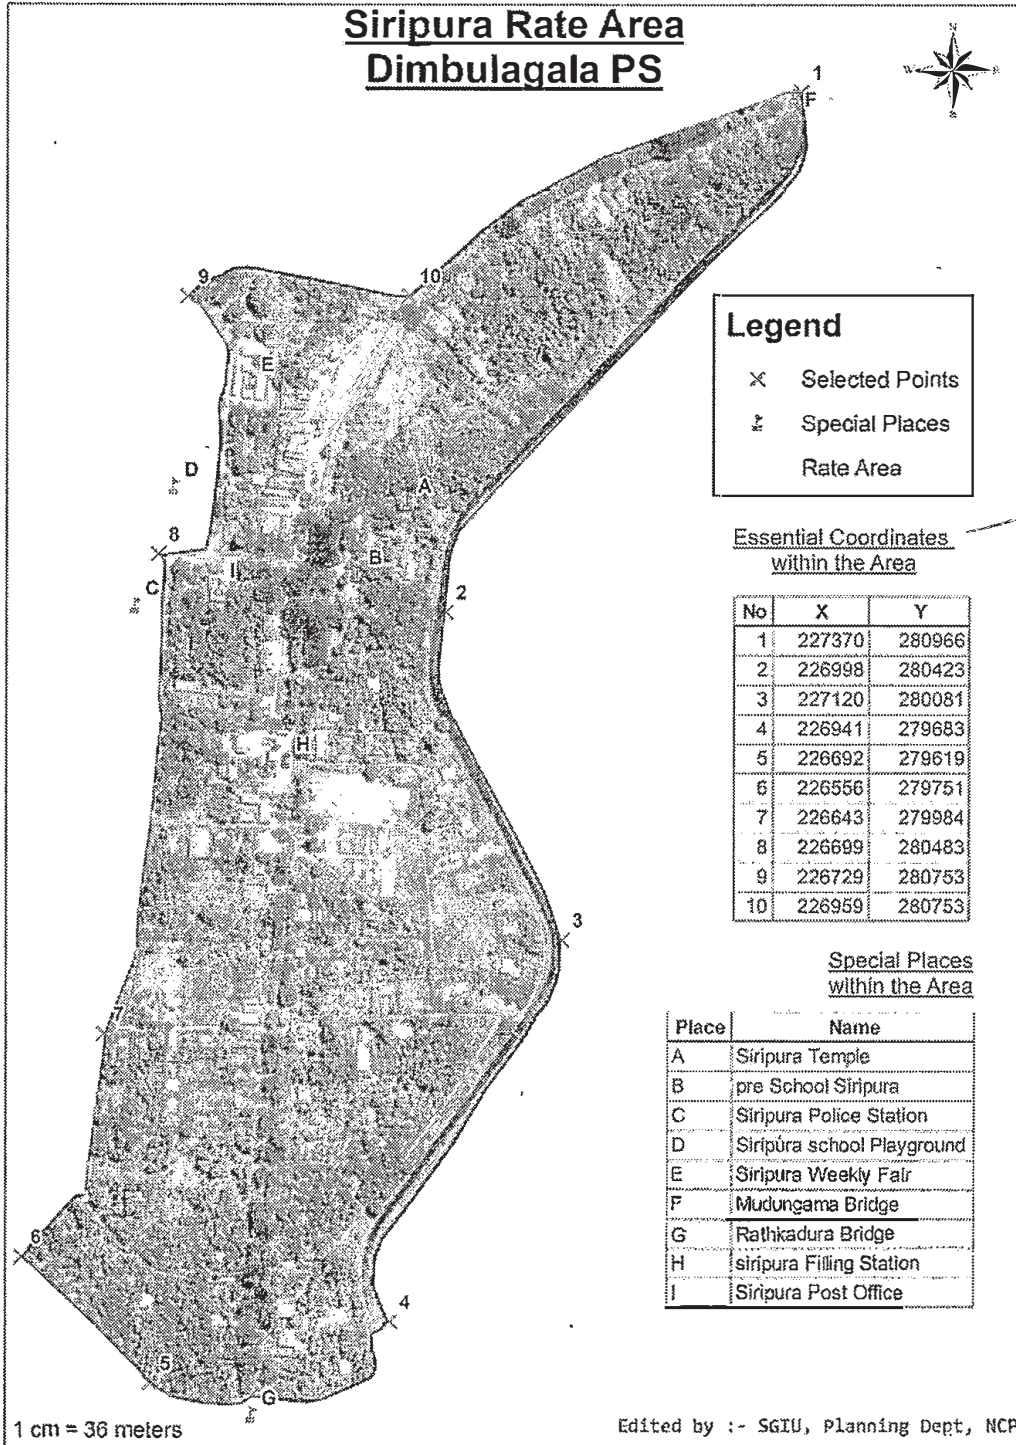 Siripura Rate Area
Dimbulagala PS
N
W
E
S
1
F
9
10
E
Legend
Selected Points
Special Places
Rate Area
D
A
8
B
I
C
2
Essential Coordinates
within the Area
No X Y
1 227370 280966
2 226998 280423
3 227120 280081
4 226941 279683
5 226692 279619
6 226556 279751
7 226643 279984
8 226699 280483
9 226729 280753
10 226959 280753
H
3
Special Places
within the Area
Place Name
A Siripura Temple
B pre School Siripura
C Siripura Police Station
D Siripura school Playground
E Siripura Weekly Fair
F Mudungama Bridge
G Rathkadura Bridge
H siripura Filling Station
I Siripura Post Office
7
6
4
5
G
1 cm = 36 meters
Edited by :- SGIU, Planning Dept, NCP